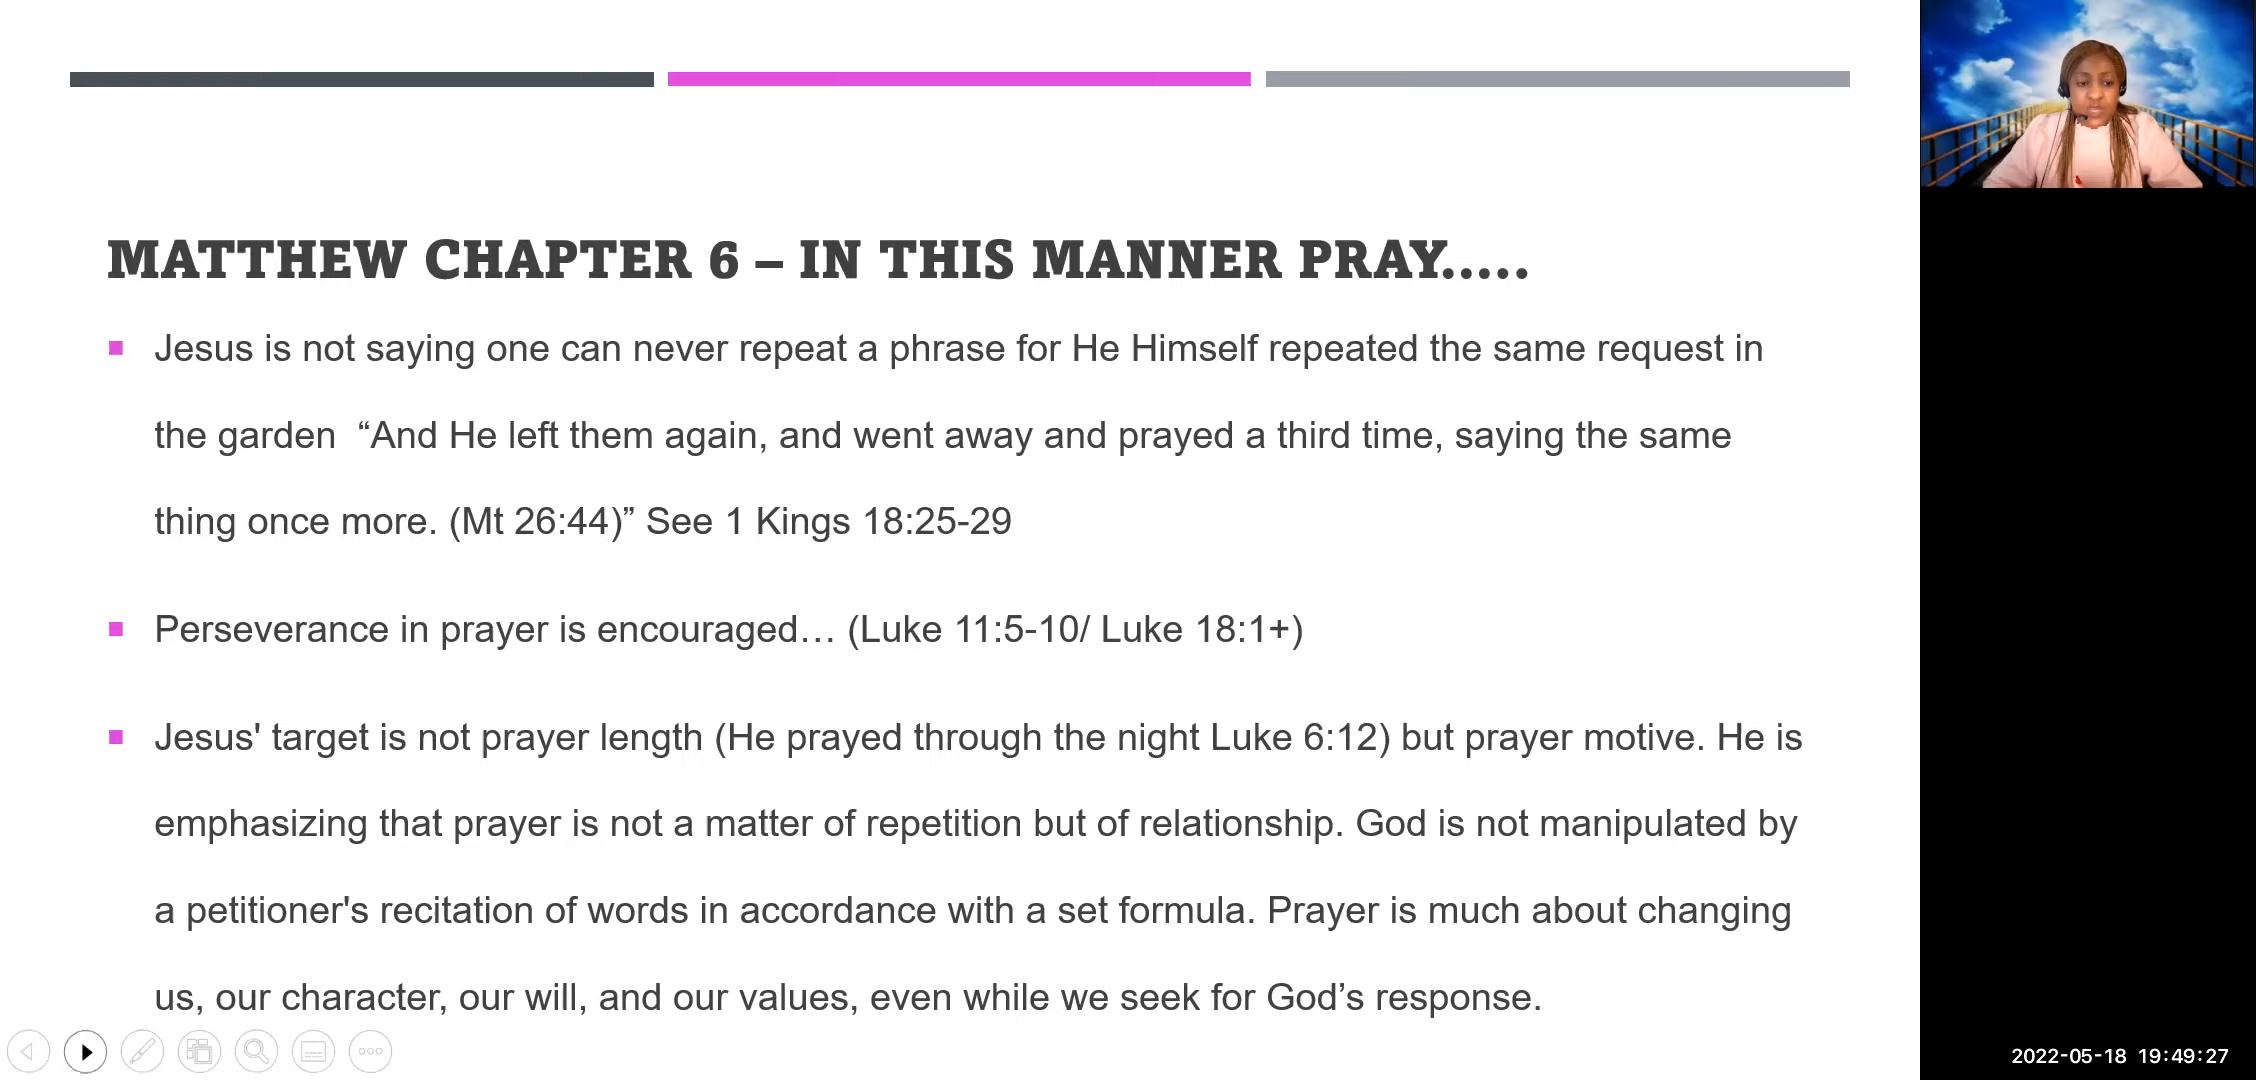 MATTHEW CHAPTER 6 – IN THIS MANNER PRAY.....
Jesus is not saying one can never repeat a phrase for He Himself repeated the same request in
the garden  “And He left them again, and went away and prayed a third time, saying the same
thing once more. (Mt 26:44)” See 1 Kings 18:25-29
Perseverance in prayer is encouraged… (Luke 11:5-10/ Luke 18:1+)
Jesus' target is not prayer length (He prayed through the night Luke 6:12) but prayer motive. He is
emphasizing that prayer is not a matter of repetition but of relationship. God is not manipulated by
a petitioner's recitation of words in accordance with a set formula. Prayer is much about changing
us, our character, our will, and our values, even while we seek for God’s response.
2022-05-18 19:49:27